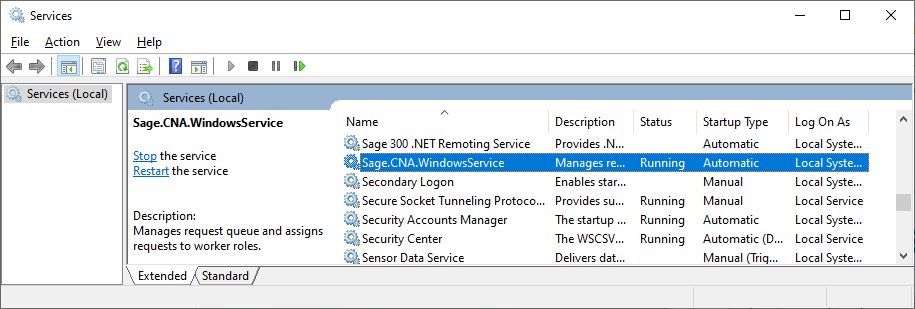 Services
File Action View Help
Services (Local)
Services (Local)
Sage.CNA.WindowsService
Stop the service
Restart the service
Description:
Manages request queue and assigns
requests to worker roles.
Name Description Status Startup Type Log On As
Sage 300 .NET Remoting Service Provides .N... Automatic Local Syste...
Sage.CNA.WindowsService Manages re... Running Automatic Local Syste...
Secondary Logon Enables star... Manual Local Syste...
Secure Socket Tunneling Protoco... Provides su... Running Manual Local Service
Security Accounts Manager The startup ... Running Automatic Local Syste...
Security Center The WSCSV... Running Automatic (D... Local Service
Sensor Data Service Delivers dat... Manual (Trig... Local Syste...
Extended Standard